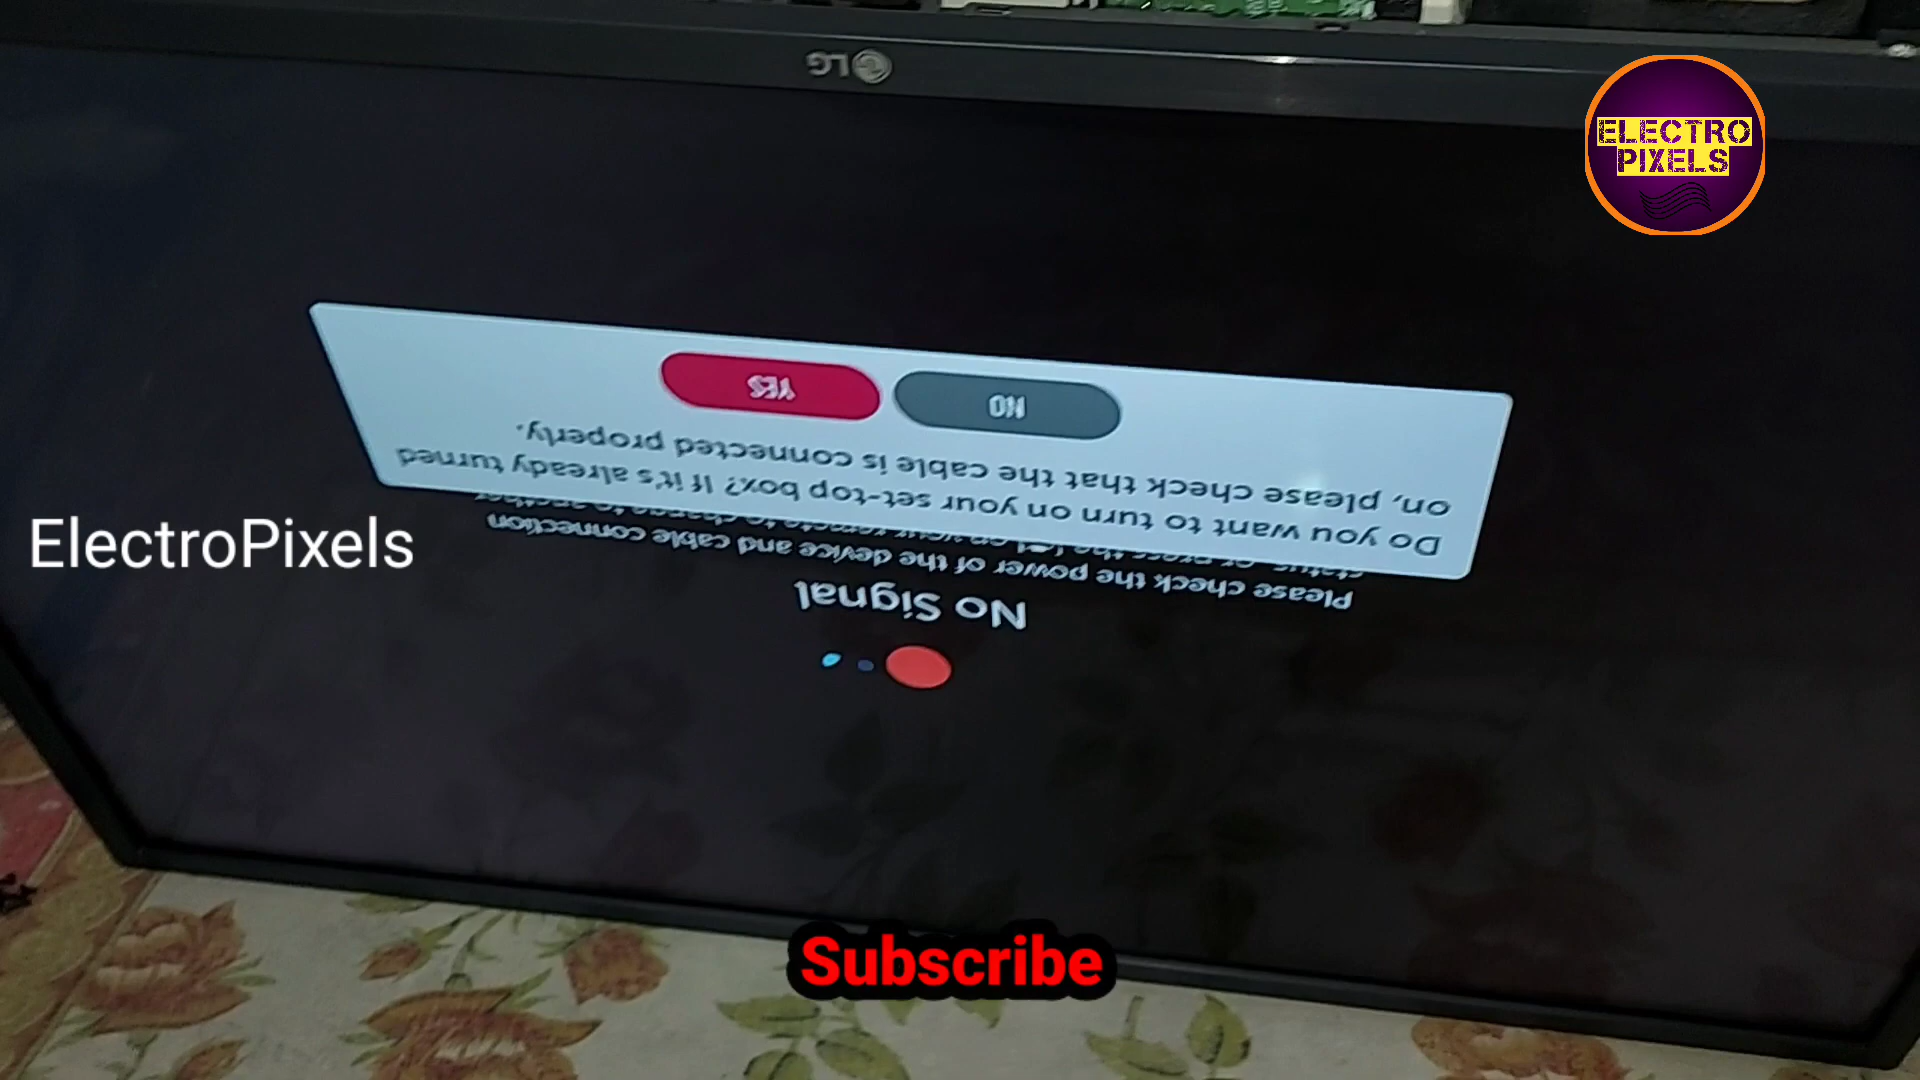 LG
ELECTRO
PIXELS
ElectroPixels
No Signal
Please check the power of the device and cable connection
Do you want to turn on your set-top box? If it's already turned
on, please check that the cable is connected properly.
NO
YES
Subscribe